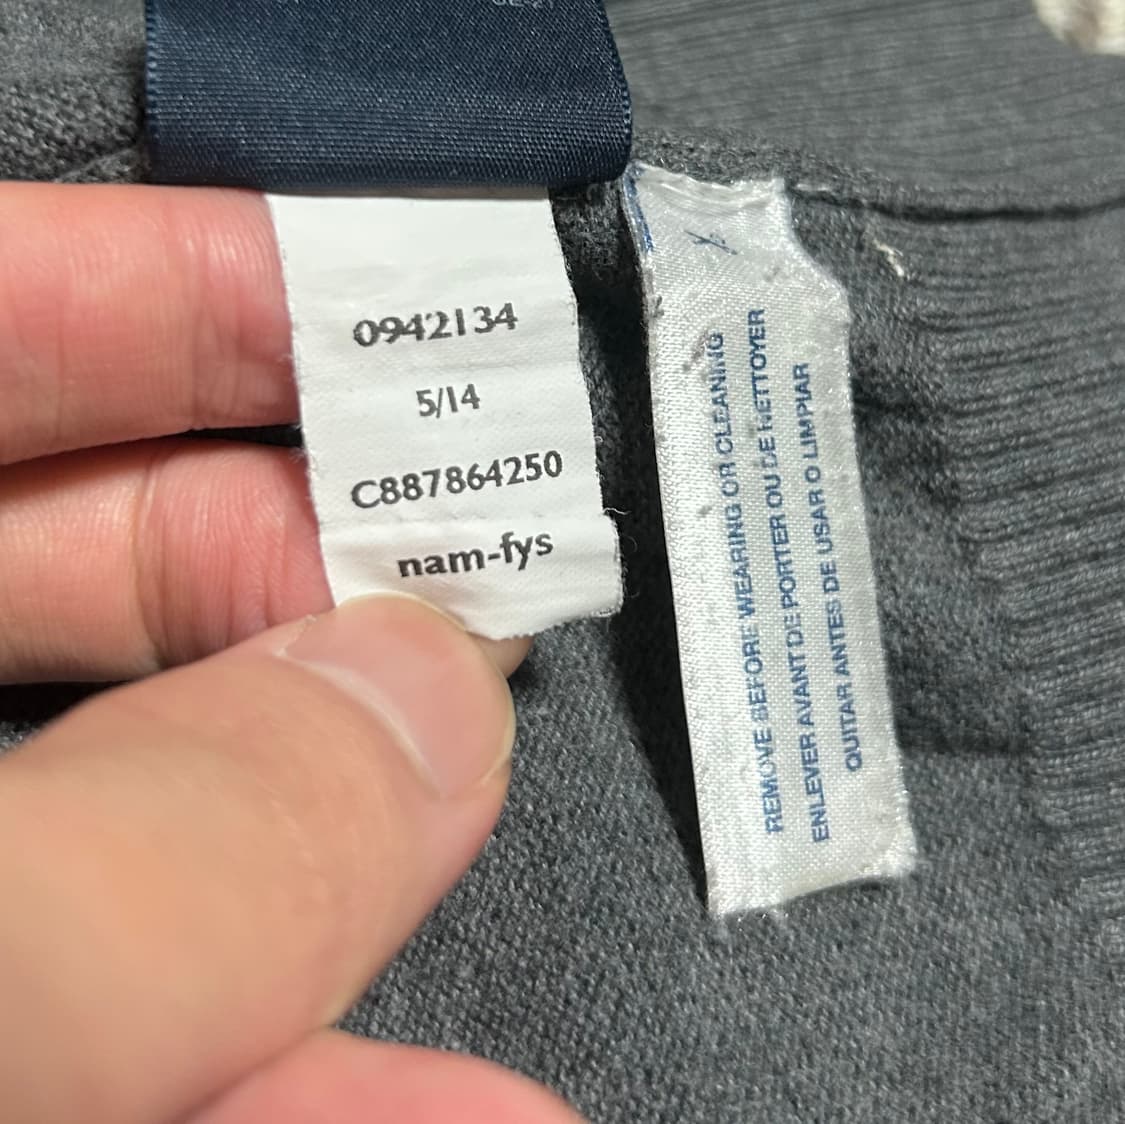 0942134
5/14
C887864250
nam-fys
REMOVE BEFORE WEARING OR CLEANING
ENLEVER AVANT DE PORTER OU DE NETTOYER
QUITAR ANTES DE USAR O LIMPIAR